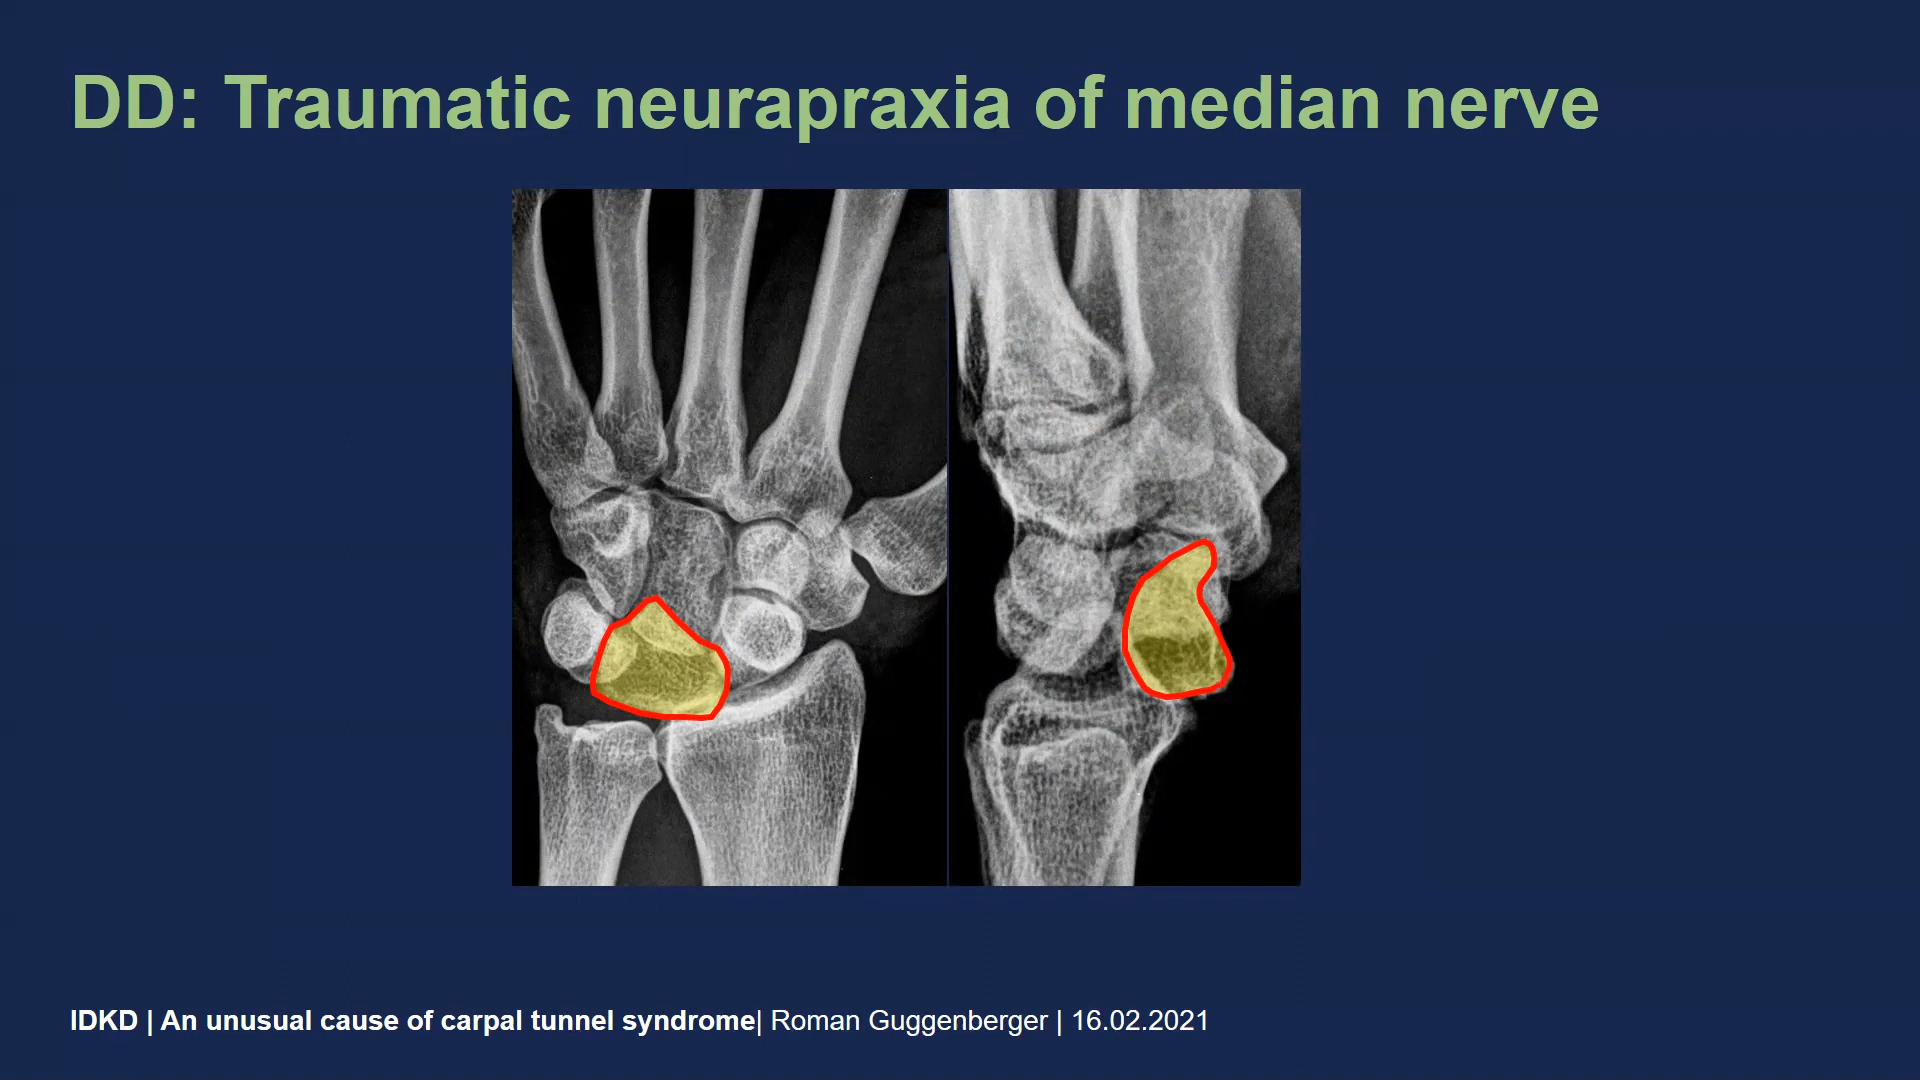 DD: Traumatic neurapraxia of median nerve
IDKD | An unusual cause of carpal tunnel syndrome| Roman Guggenberger | 16.02.2021